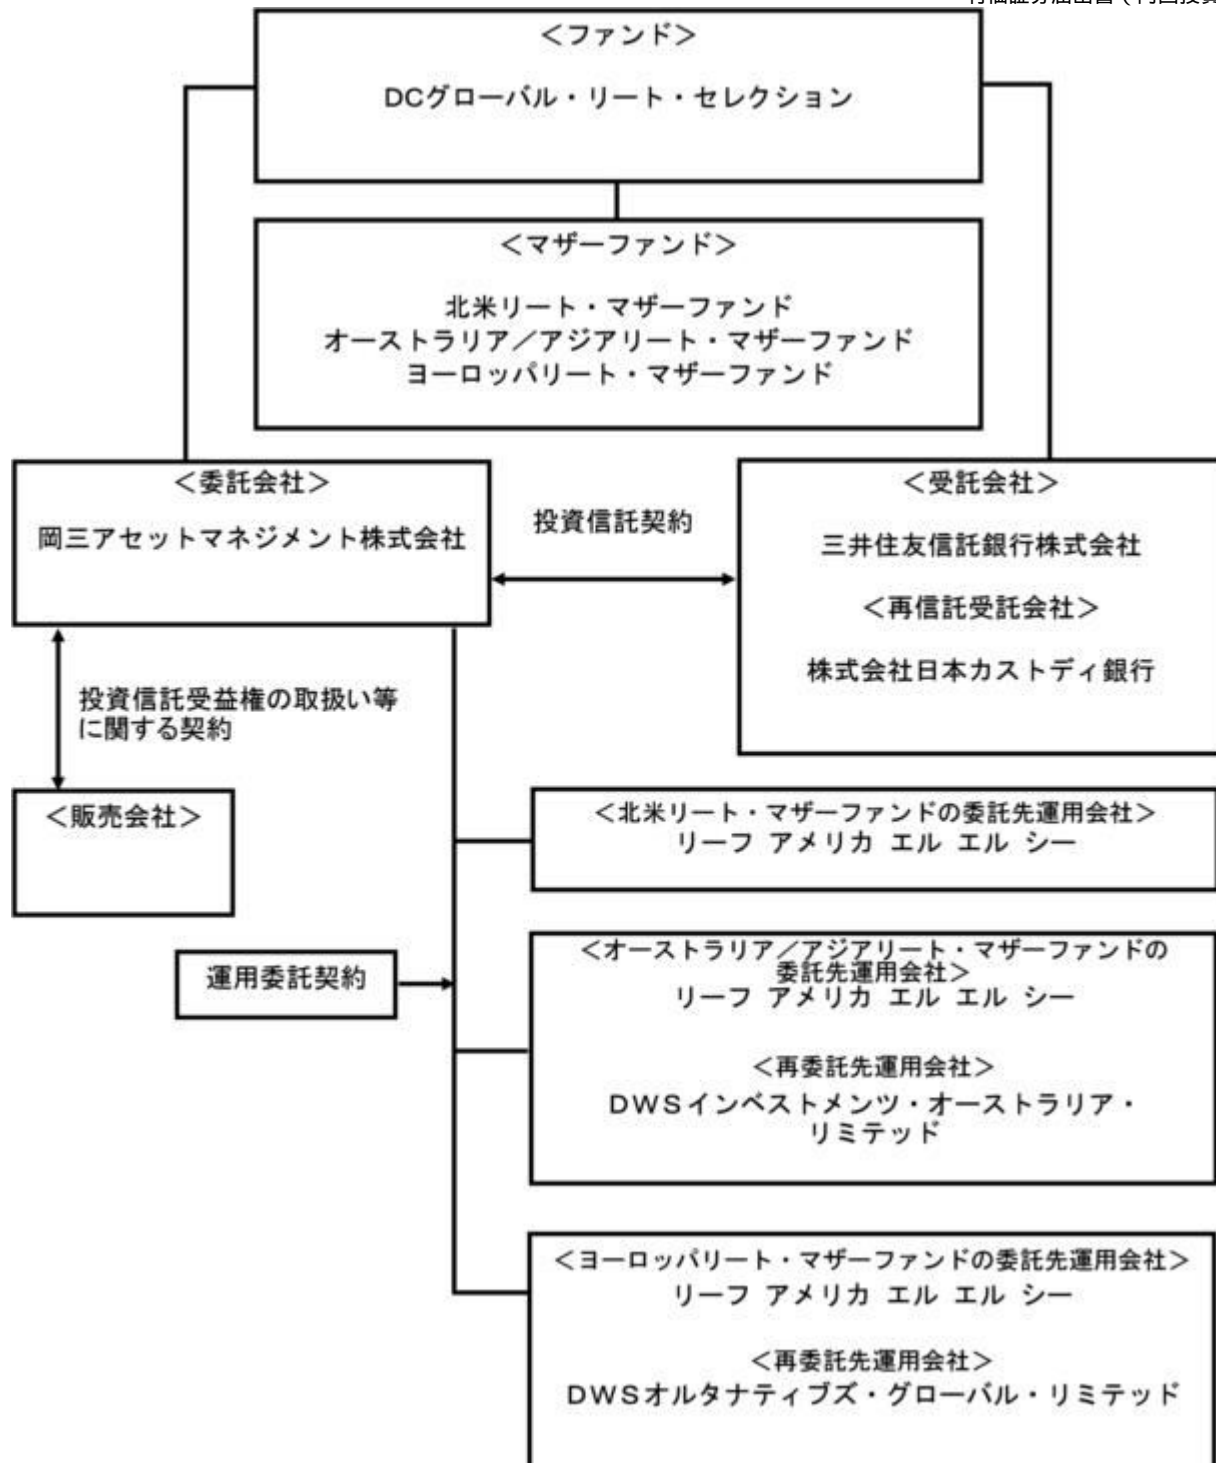 ＜ファンド＞
DCグローバル・リート・セレクション
＜マザーファンド＞
北米リート・マザーファンド
オーストラリア／アジアリート・マザーファンド
ヨーロッパリート・マザーファンド
＜委託会社＞
岡三アセットマネジメント株式会社
投資信託契約
＜受託会社＞
三井住友信託銀行株式会社
＜再信託受託会社＞
株式会社日本カストディ銀行
投資信託受益権の取扱い等
に関する契約
＜販売会社＞
＜北米リート・マザーファンドの委託先運用会社＞
リーフ アメリカ エル エル シー
運用委託契約
＜オーストラリア／アジアリート・マザーファンドの
委託先運用会社＞
リーフ アメリカ エル エル シー
＜再委託先運用会社＞
DWSインベストメンツ・オーストラリア・
リミテッド
＜ヨーロッパリート・マザーファンドの委託先運用会社＞
リーフ アメリカ エル エル シー
＜再委託先運用会社＞
DWSオルタナティブズ・グローバル・リミテッド